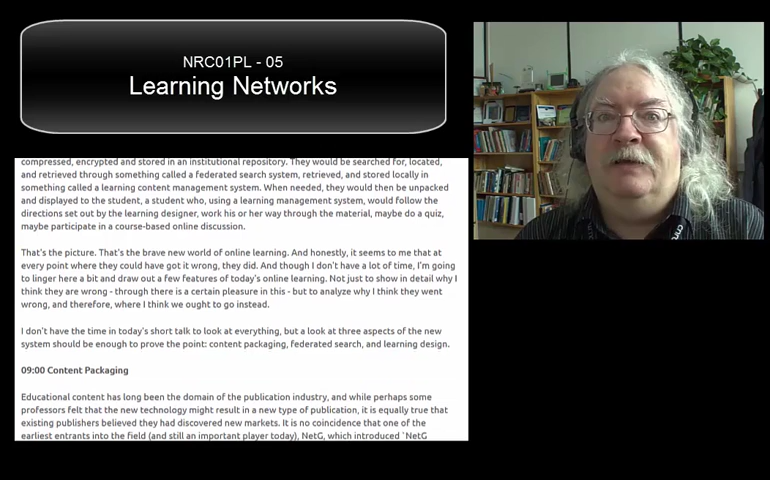 NRC01PL - 05
Learning Networks
compressed, encrypted and stored in an institutional repository. They would be searched for, located,
and retrieved through something called a federated search system, retrieved, and stored locally in
something called a learning content management system. When needed, they would then be unpacked
and displayed to the student, a student who, using a learning management system, would follow the
directions set out by the learning designer, work his or her way through the material, maybe do a quiz,
maybe participate in a course-based online discussion.
That's the picture. That's the brave new world of online learning. And honestly, it seems to me that at
every point where they could have got it wrong, they did. And though I don't have a lot of time, I'm going
to linger here a bit and draw out a few features of today's online learning. Not just to show in detail why I
think they are wrong - through there is a certain pleasure in this - but to analyze why I think they went
wrong, and therefore, where I think we ought to go instead.
I don't have the time in today's short talk to look at everything, but a look at three aspects of the new
system should be enough to prove the point: content packaging, federated search, and learning design.
09:00 Content Packaging
Educational content has long been the domain of the publication industry, and while perhaps some
professors felt that the new technology might result in a new type of publication, it is equally true that
existing publishers believed they had discovered new markets. It is no coincidence that one of the
earliest entrants into the field (and still an important player today), NetG, which introduced `NetG